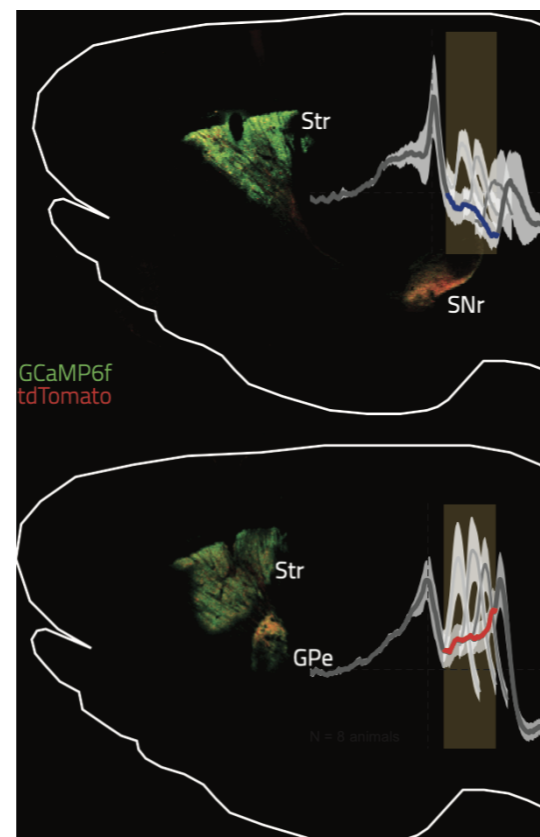 Str
SNr
GCaMP6f
tdTomato
Str
GPe
N = 8 animals